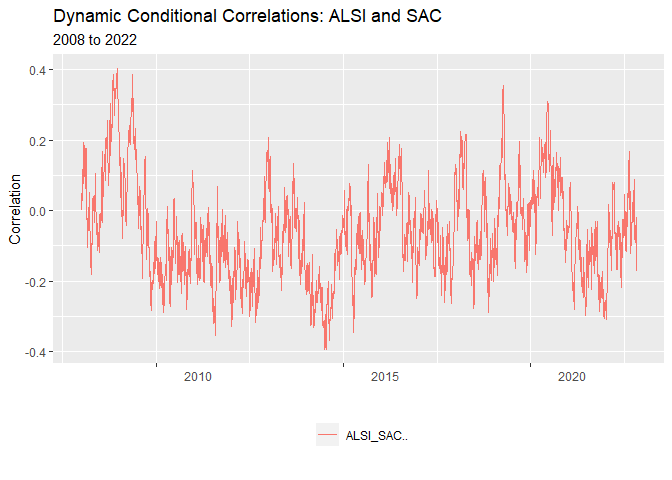 Dynamic Conditional Correlations: ALSI and SAC
2008 to 2022
Correlation
0.4
0.2
0.0
-0.2
-0.4
2010
2015
2020
ALSI_SAC..